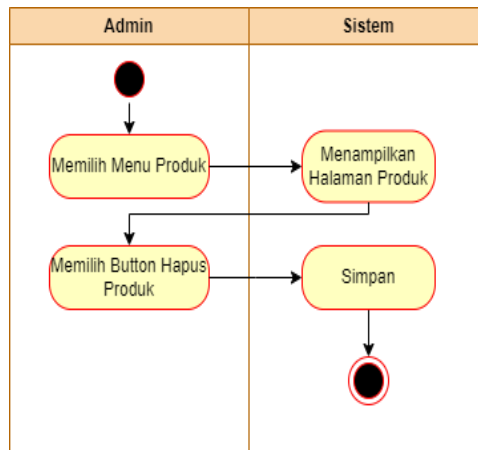 Admin
Sistem
Memilih Menu Produk
Menampilkan
Halaman Produk
Memilih Button Hapus
Produk
Simpan